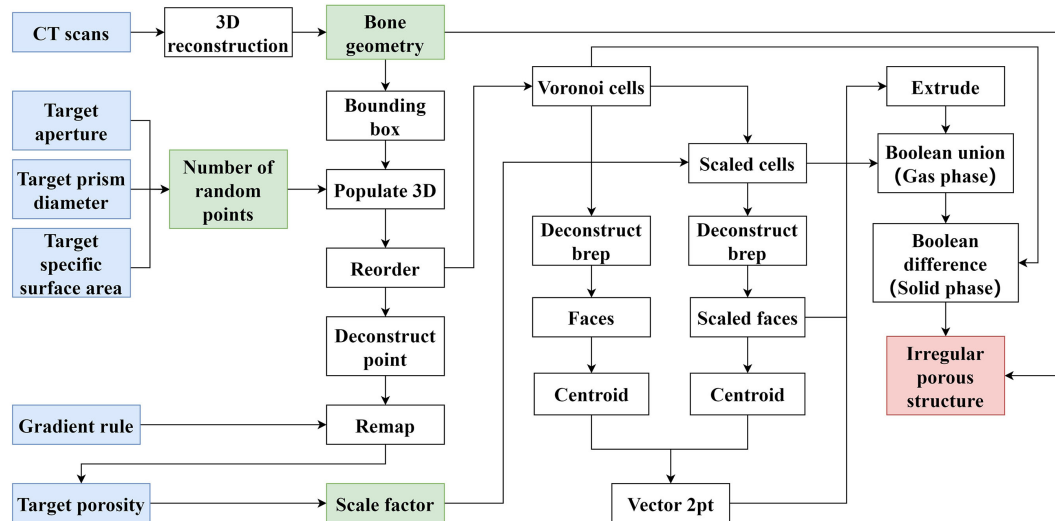 CT scans
3D
reconstruction
Bone
geometry
Target
aperture
Target prism
diameter
Target
specific
surface area
Number of
random
points
Bounding
box
Populate 3D
Reorder
Deconstruct
point
Gradient rule
Remap
Target porosity
Scale factor
Voronoi cells
Scaled cells
Deconstruct
brep
Deconstruct
brep
Faces
Scaled faces
Centroid
Centroid
Vector 2pt
Extrude
Boolean union
(Gas phase)
Boolean
difference
(Solid phase)
Irregular
porous
structure